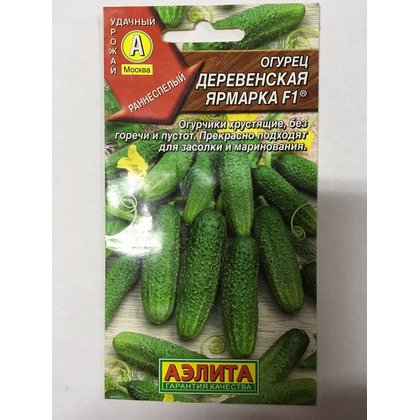 УДАЧНЫЙ
УРОЖАЙ
А
Москва
РАННЕСПЕЛЫЙ
ОГУРЕЦ
ДЕРЕВЕНСКАЯ
ЯРМАРКА F1®
Огурчики хрустящие, без
горечи и пустот. Прекрасно подходят
для засолки и маринования.
АЭЛИТА
ГАРАНТИЯ КАЧЕСТВА